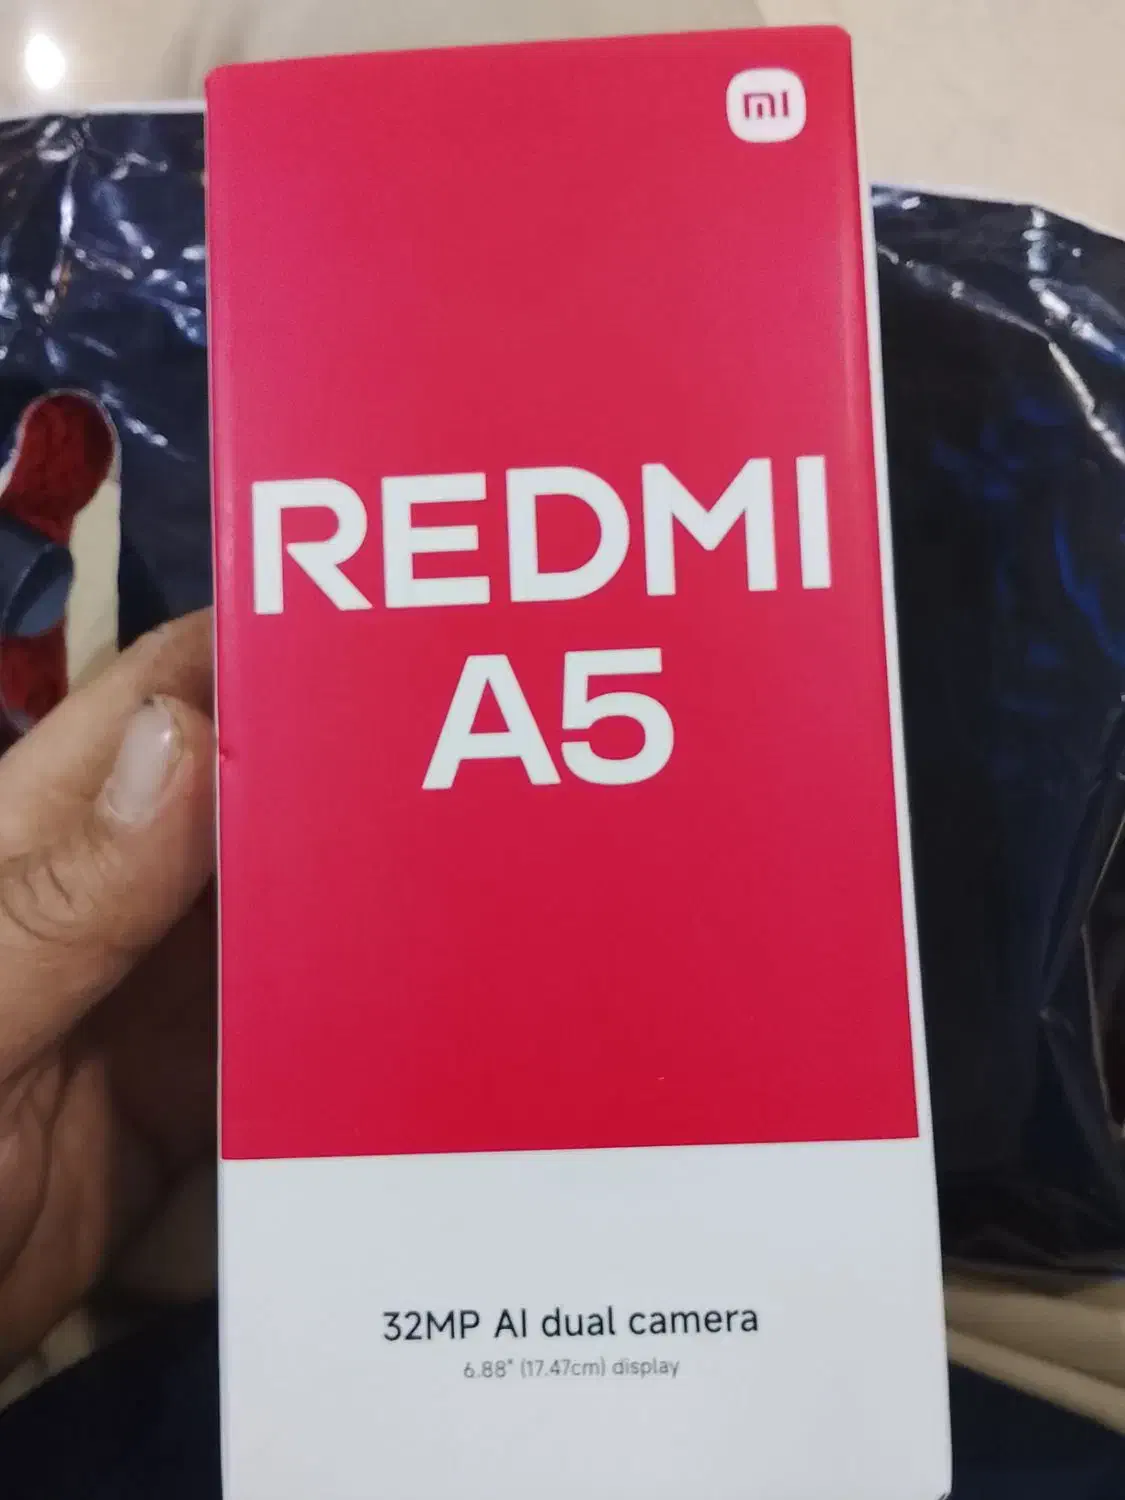 mi
REDMI
A5
32MP AI dual camera
6.88" (17.47cm) display